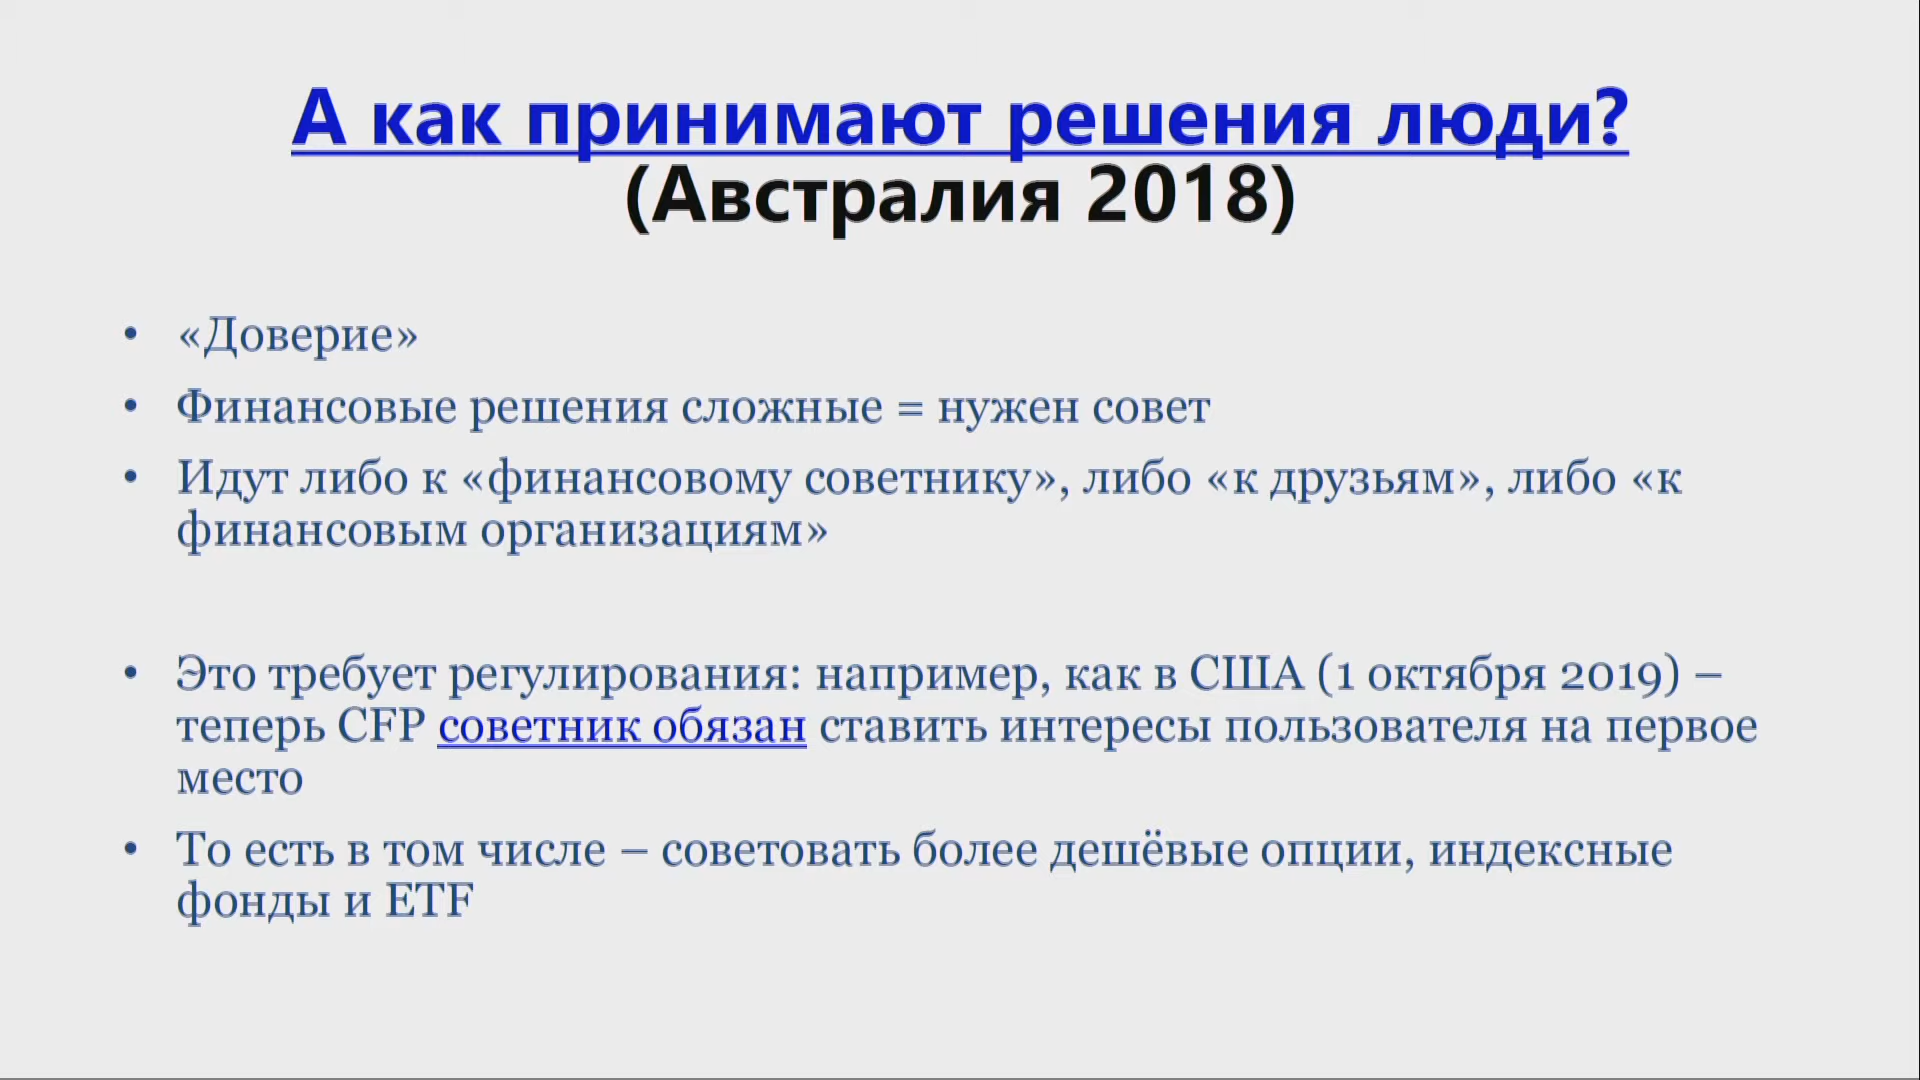 А как принимают решения люди?
(Австралия 2018)
• «Доверие»
• Финансовые решения сложные = нужен совет
• Идут либо к «финансовому советнику», либо «к друзьям», либо «к
финансовым организациям»
• Это требует регулирования: например, как в США (1 октября 2019) –
теперь CFP советник обязан ставить интересы пользователя на первое
место
• То есть в том числе – советовать более дешёвые опции, индексные
фонды и ETF